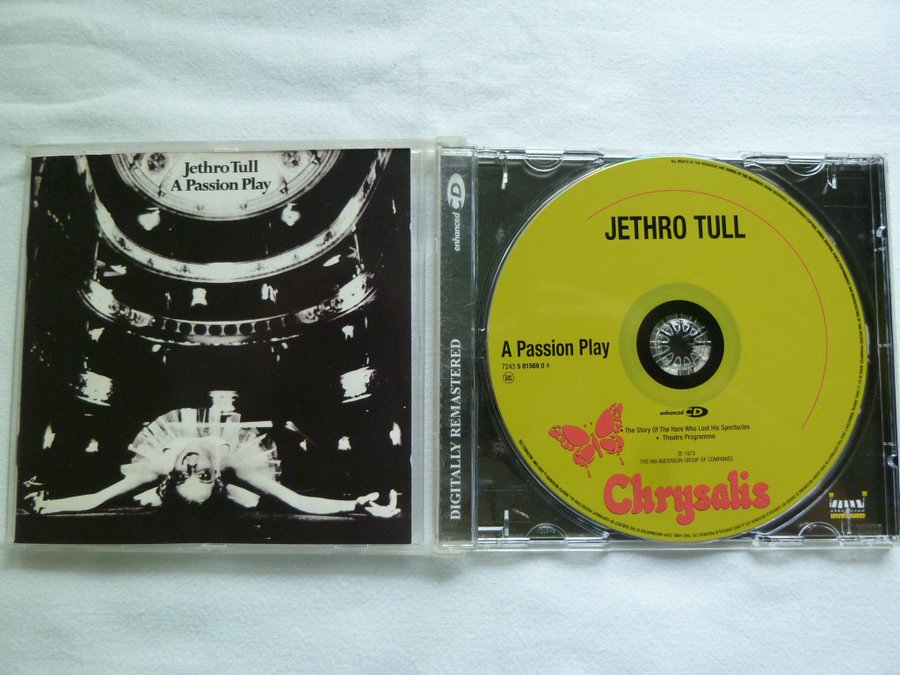 Jethro Tull
A Passion Play
DIGITALLY REMASTERED
enhanced CD
JETHRO TULL
A Passion Play
7243 5 81569 0 4
enhanced CD
• The Story Of The Hare Who Lost His Spectacles
• Theatre Programme
℗ 1973
THE IAN ANDERSON GROUP OF COMPANIES
Chrysalis